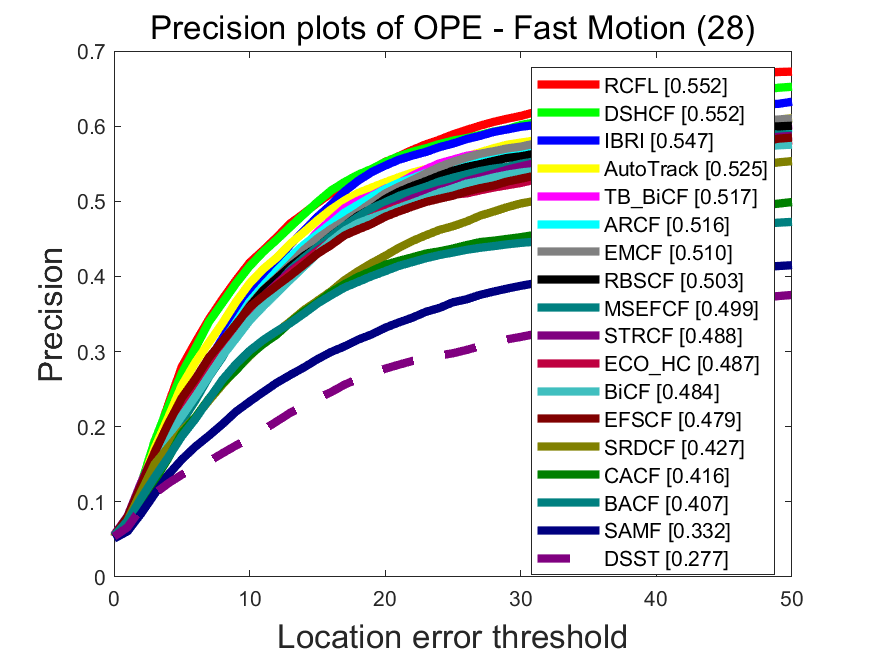 Precision plots of OPE - Fast Motion (28)
0.7
0.6
0.5
0.4
0.3
0.2
0.1
0
Precision
RCFL [0.552]
DSHCF [0.552]
IBRI [0.547]
AutoTrack [0.525]
TB_BiCF [0.517]
ARCF [0.516]
EMCF [0.510]
RBSCF [0.503]
MSEFCF [0.499]
STRCF [0.488]
ECO_HC [0.487]
BiCF [0.484]
EFSCF [0.479]
SRDCF [0.427]
CACF [0.416]
BACF [0.407]
SAMF [0.332]
DSST [0.277]
0 10 20 30 40 50
Location error threshold